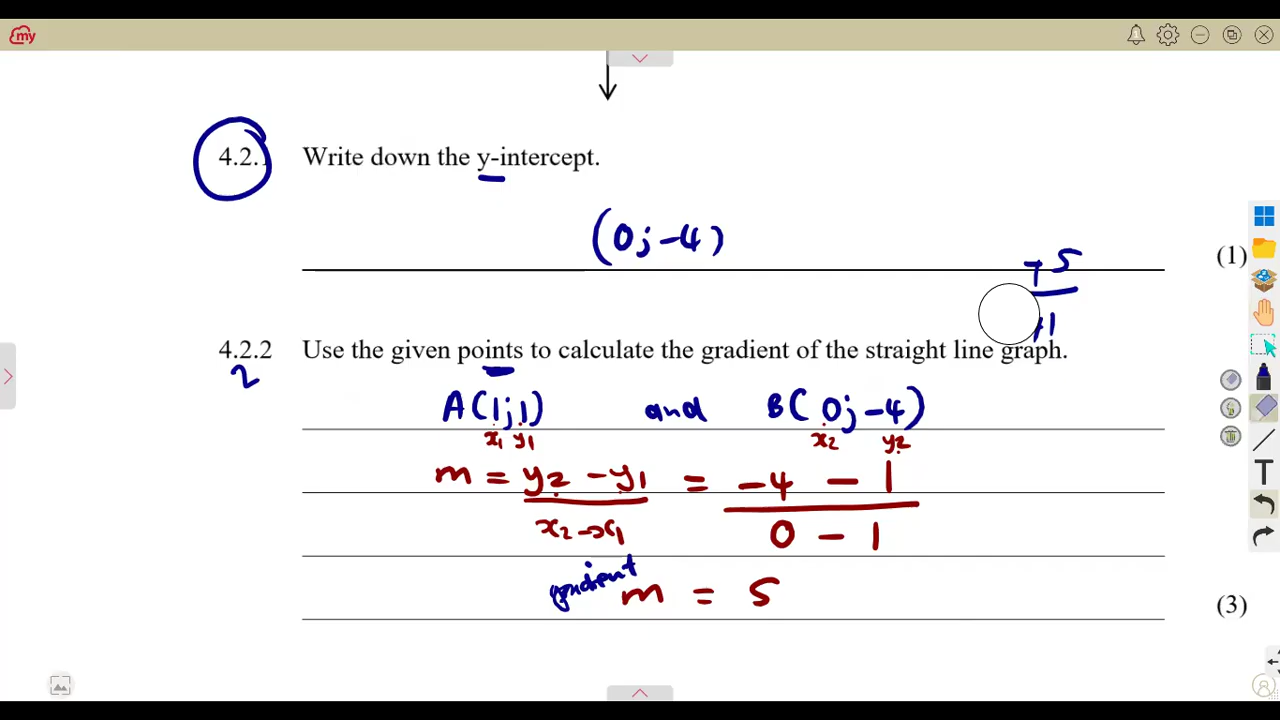 my
4.2.
Write down the y-intercept.
(0; -4)
(1)
5
1
4.2.2 Use the given points to calculate the gradient of the straight line graph.
2
A(1;1) and B(0; -4)
x1 y1 x2 y2
m = y2 - y1 = -4 - 1
x2 - x1 0 - 1
gradient m = 5
(3)